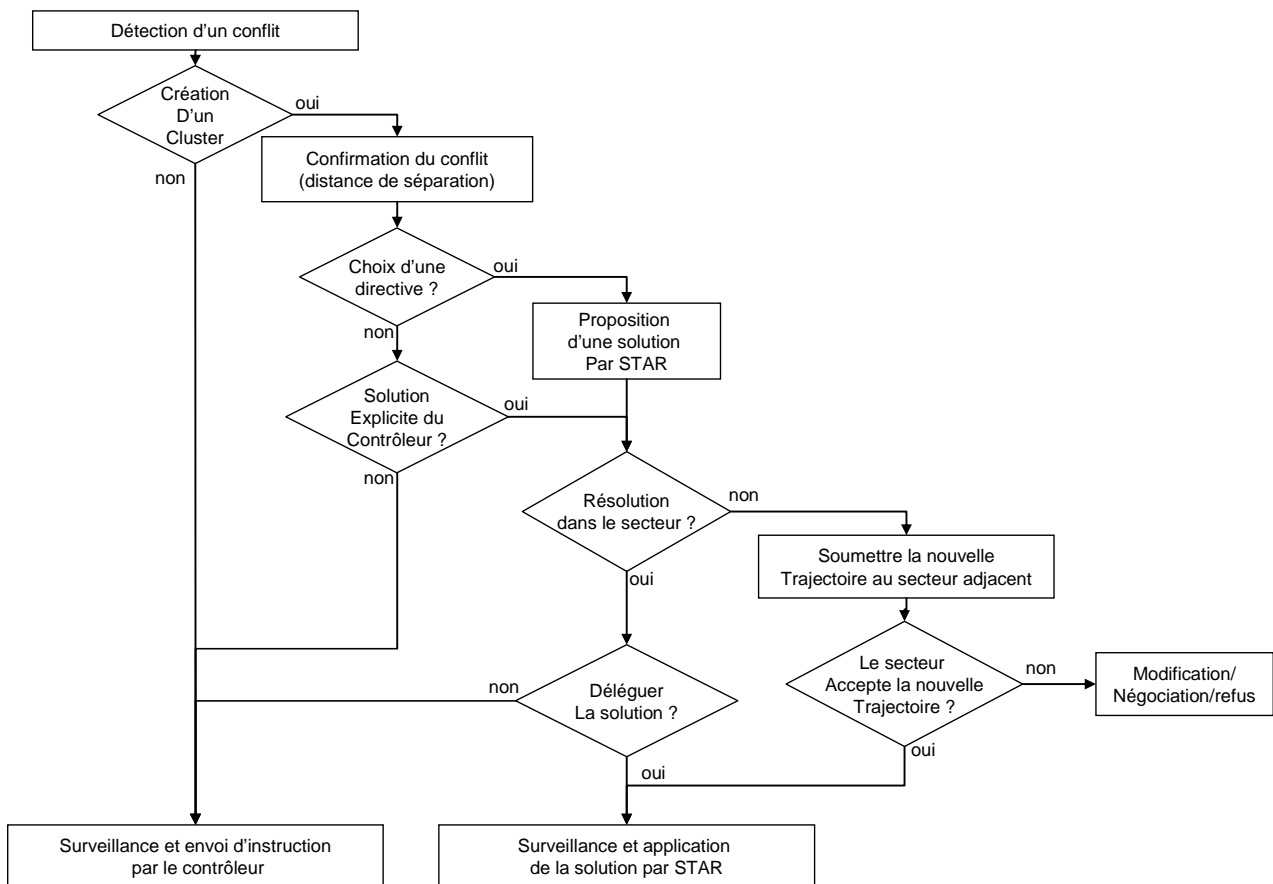 Détection d'un conflit
Création
D'un
Cluster
oui
non
Confirmation du conflit
(distance de séparation)
Choix d'une
directive ?
oui
non
Proposition
d'une solution
Par STAR
Solution
Explicite du
Contrôleur ?
oui
non
Résolution
dans le secteur ?
non
oui
Soumettre la nouvelle
Trajectoire au secteur adjacent
Le secteur
Accepte la nouvelle
Trajectoire ?
non
oui
Modification/
Négociation/refus
Déléguer
La solution ?
non
oui
Surveillance et envoi d'instruction
par le contrôleur
Surveillance et application
de la solution par STAR